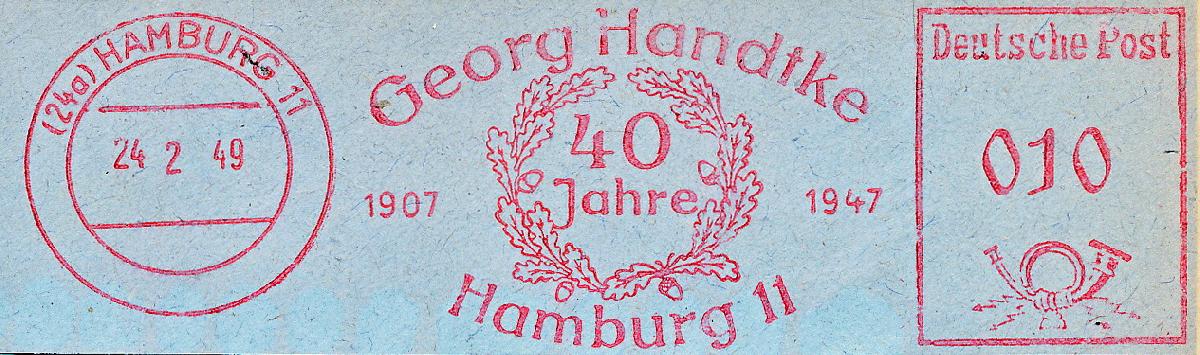 (24a) HAMBURG 11
24 2 49
Georg Handtke
40
Jahre
1907
1947
Hamburg 11
Deutsche Post
010